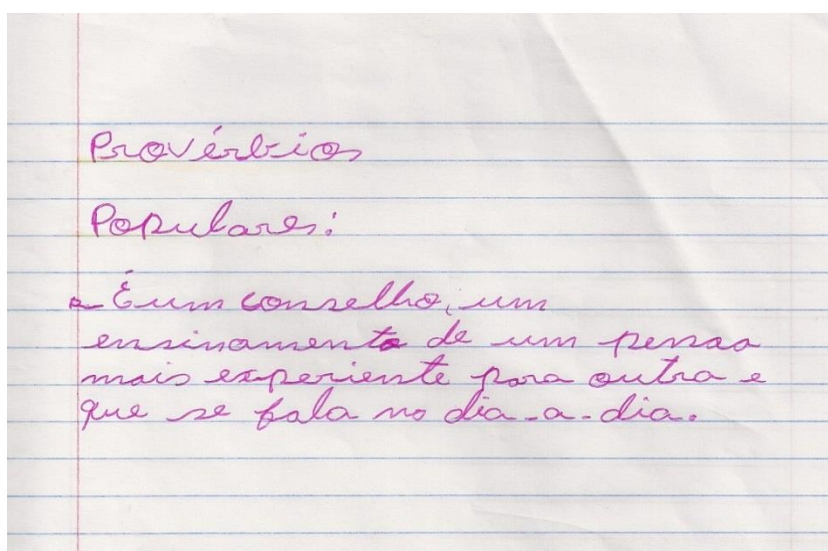 Provérbios
Populares:
- É um conselho, um
ensinamento de um pessoa
mais experiente para outra e
que se fala no dia-a-dia.